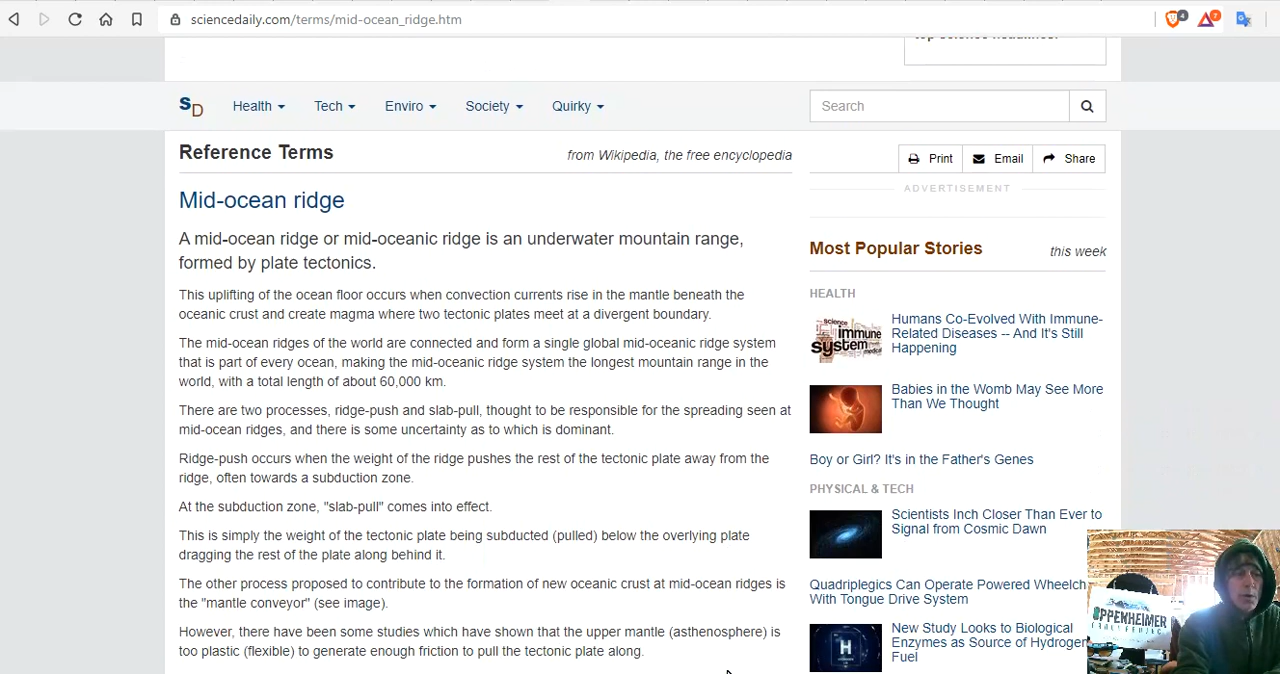 sciencedaily.com/terms/mid-ocean_ridge.htm
4
7
top science headlines!
SD
Health
Tech
Enviro
Society
Quirky
Search
Reference Terms
from Wikipedia, the free encyclopedia
Print
Email
Share
Mid-ocean ridge
A mid-ocean ridge or mid-oceanic ridge is an underwater mountain range,
formed by plate tectonics.
This uplifting of the ocean floor occurs when convection currents rise in the mantle beneath the
oceanic crust and create magma where two tectonic plates meet at a divergent boundary.
The mid-ocean ridges of the world are connected and form a single global mid-oceanic ridge system
that is part of every ocean, making the mid-oceanic ridge system the longest mountain range in the
world, with a total length of about 60,000 km.
There are two processes, ridge-push and slab-pull, thought to be responsible for the spreading seen at
mid-ocean ridges, and there is some uncertainty as to which is dominant.
Ridge-push occurs when the weight of the ridge pushes the rest of the tectonic plate away from the
ridge, often towards a subduction zone.
At the subduction zone, "slab-pull" comes into effect.
This is simply the weight of the tectonic plate being subducted (pulled) below the overlying plate
dragging the rest of the plate along behind it.
The other process proposed to contribute to the formation of new oceanic crust at mid-ocean ridges is
the "mantle conveyor" (see image).
However, there have been some studies which have shown that the upper mantle (asthenosphere) is
too plastic (flexible) to generate enough friction to pull the tectonic plate along.
ADVERTISEMENT
Most Popular Stories
this week
HEALTH
science
immune
system
Humans Co-Evolved With Immune-
Related Diseases -- And It's Still
Happening
Babies in the Womb May See More
Than We Thought
Boy or Girl? It's in the Father's Genes
PHYSICAL & TECH
Scientists Inch Closer Than Ever to
Signal from Cosmic Dawn
Quadriplegics Can Operate Powered Wheelch
With Tongue Drive System
H
New Study Looks to Biological
Enzymes as Source of Hydrogen
Fuel
OPPENHEIMER